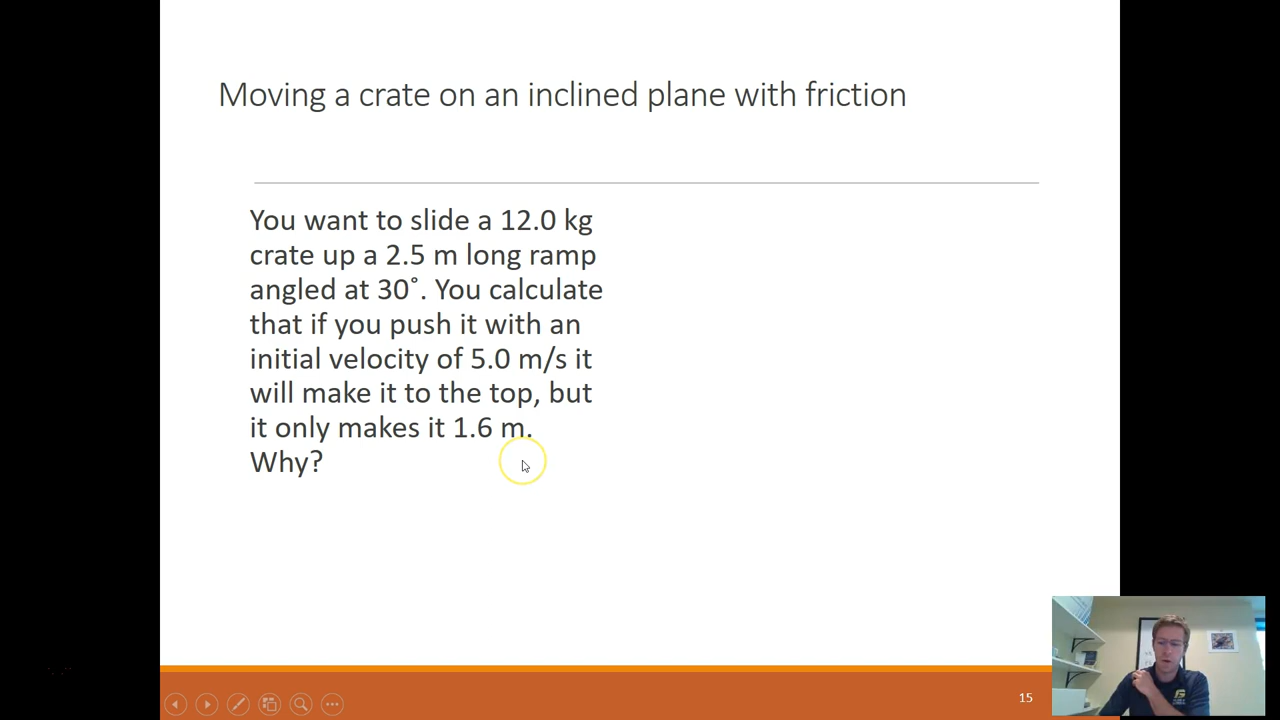 Moving a crate on an inclined plane with friction
You want to slide a 12.0 kg
crate up a 2.5 m long ramp
angled at 30˚. You calculate
that if you push it with an
initial velocity of 5.0 m/s it
will make it to the top, but
it only makes it 1.6 m.
Why?
15